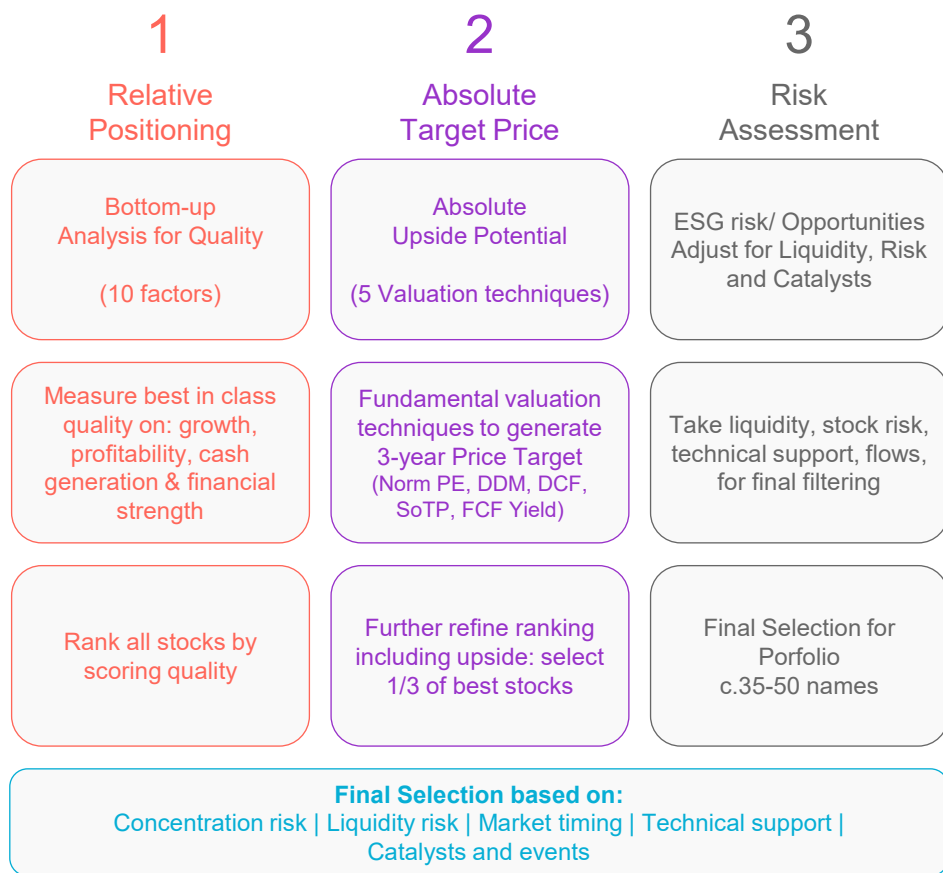 1
Relative
Positioning
Bottom-up
Analysis for Quality
(10 factors)
Measure best in class
quality on: growth,
profitability, cash
generation & financial
strength
Rank all stocks by
scoring quality
2
Absolute
Target Price
Absolute
Upside Potential
(5 Valuation techniques)
Fundamental valuation
techniques to generate
3-year Price Target
(Norm PE, DDM, DCF,
SoTP, FCF Yield)
Further refine ranking
including upside: select
1/3 of best stocks
3
Risk
Assessment
ESG risk/ Opportunities
Adjust for Liquidity, Risk
and Catalysts
Take liquidity, stock risk,
technical support, flows,
for final filtering
Final Selection for
Porfolio
c.35-50 names
Final Selection based on:
Concentration risk | Liquidity risk | Market timing | Technical support |
Catalysts and events